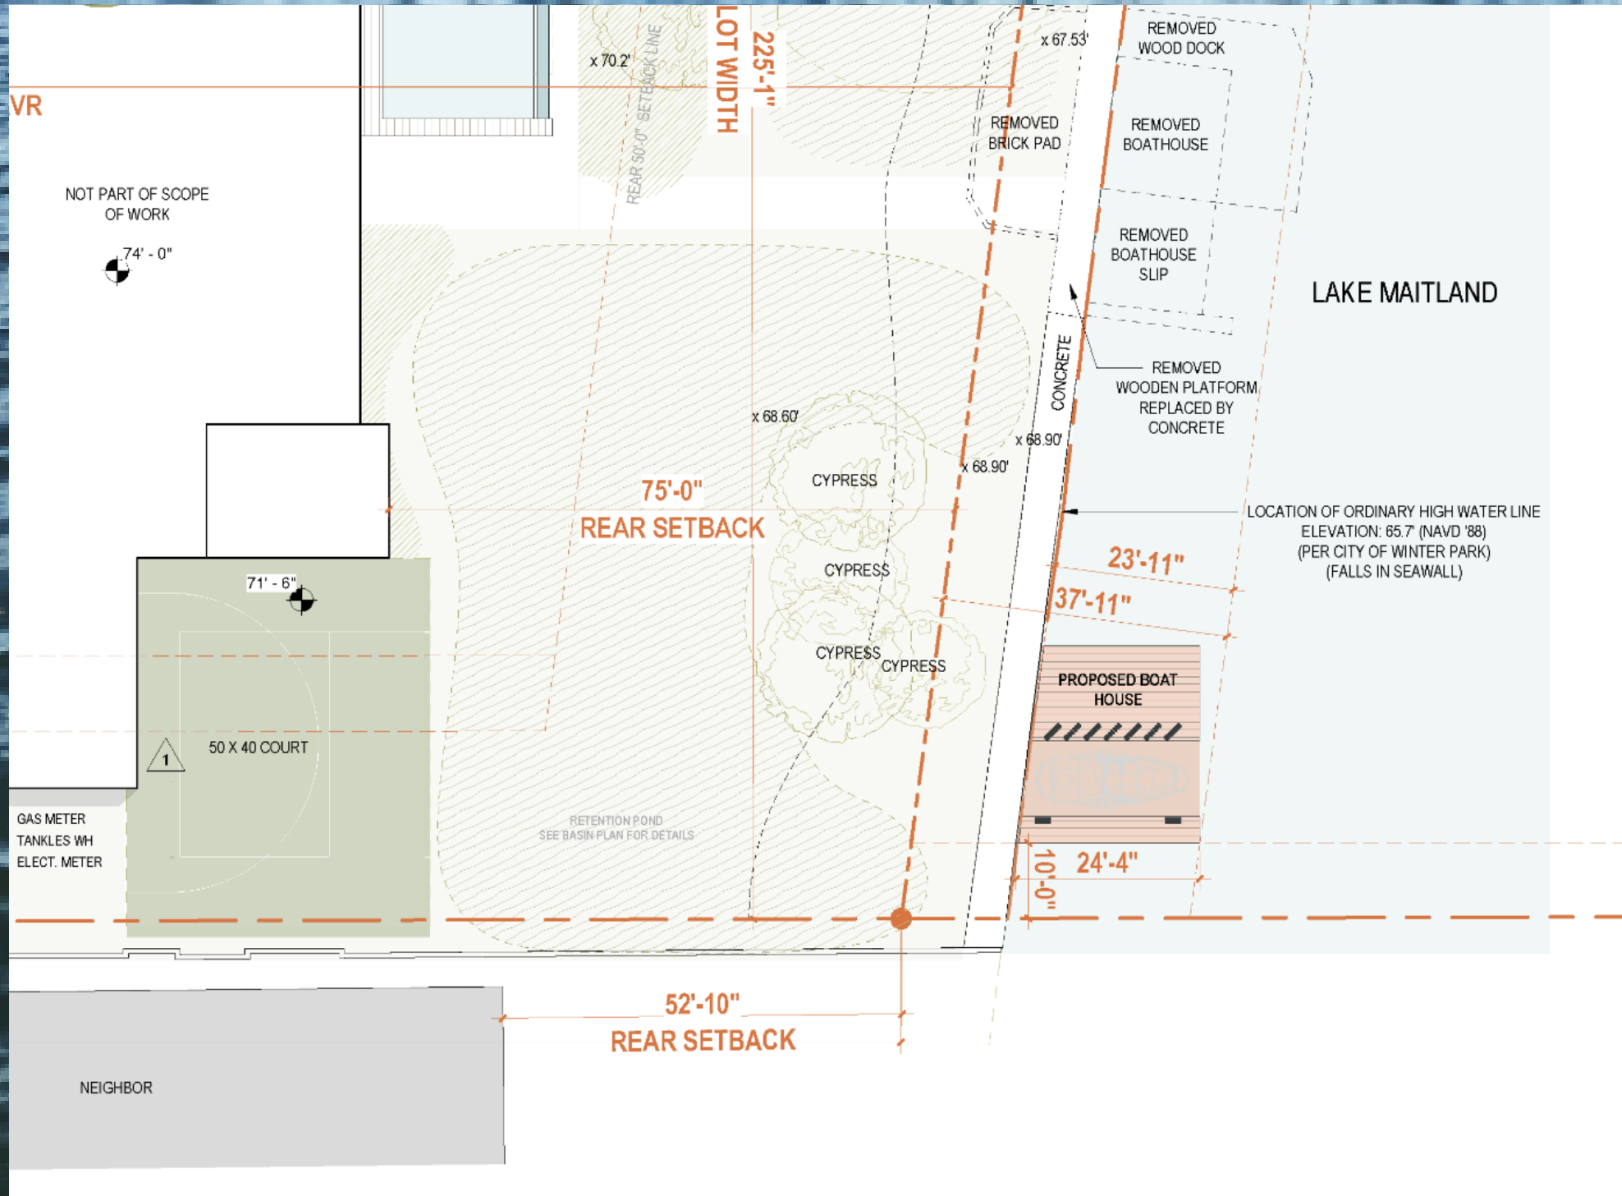 REMOVED
WOOD DOCK
x 67.53'
x 70.2'
REAR 50'-0" SETBACK LINE
LOT WIDTH
225'-1"
VR
REMOVED
BRICK PAD
REMOVED
BOATHOUSE
NOT PART OF SCOPE
OF WORK
74' - 0"
REMOVED
BOATHOUSE
SLIP
LAKE MAITLAND
CONCRETE
REMOVED
WOODEN PLATFORM
REPLACED BY
CONCRETE
x 68.60'
x 68.90'
x 68.90'
CYPRESS
75'-0"
REAR SETBACK
LOCATION OF ORDINARY HIGH WATER LINE
ELEVATION: 65.7' (NAVD '88)
(PER CITY OF WINTER PARK)
(FALLS IN SEAWALL)
23'-11"
CYPRESS
71' - 6"
37'-11"
CYPRESS
CYPRESS
PROPOSED BOAT
HOUSE
50 X 40 COURT
1
GAS METER
TANKLES WH
ELECT. METER
RETENTION POND
SEE BASIN PLAN FOR DETAILS
10'-0"
24'-4"
52'-10"
REAR SETBACK
NEIGHBOR